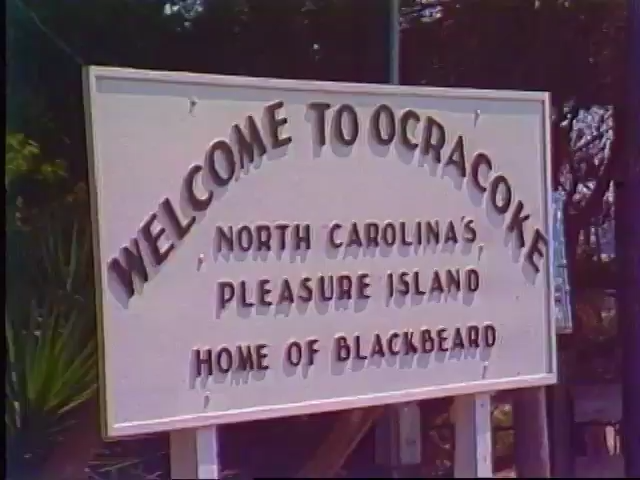 WELCOME TO OCRACOKE
NORTH CAROLINA'S
PLEASURE ISLAND
HOME OF BLACKBEARD